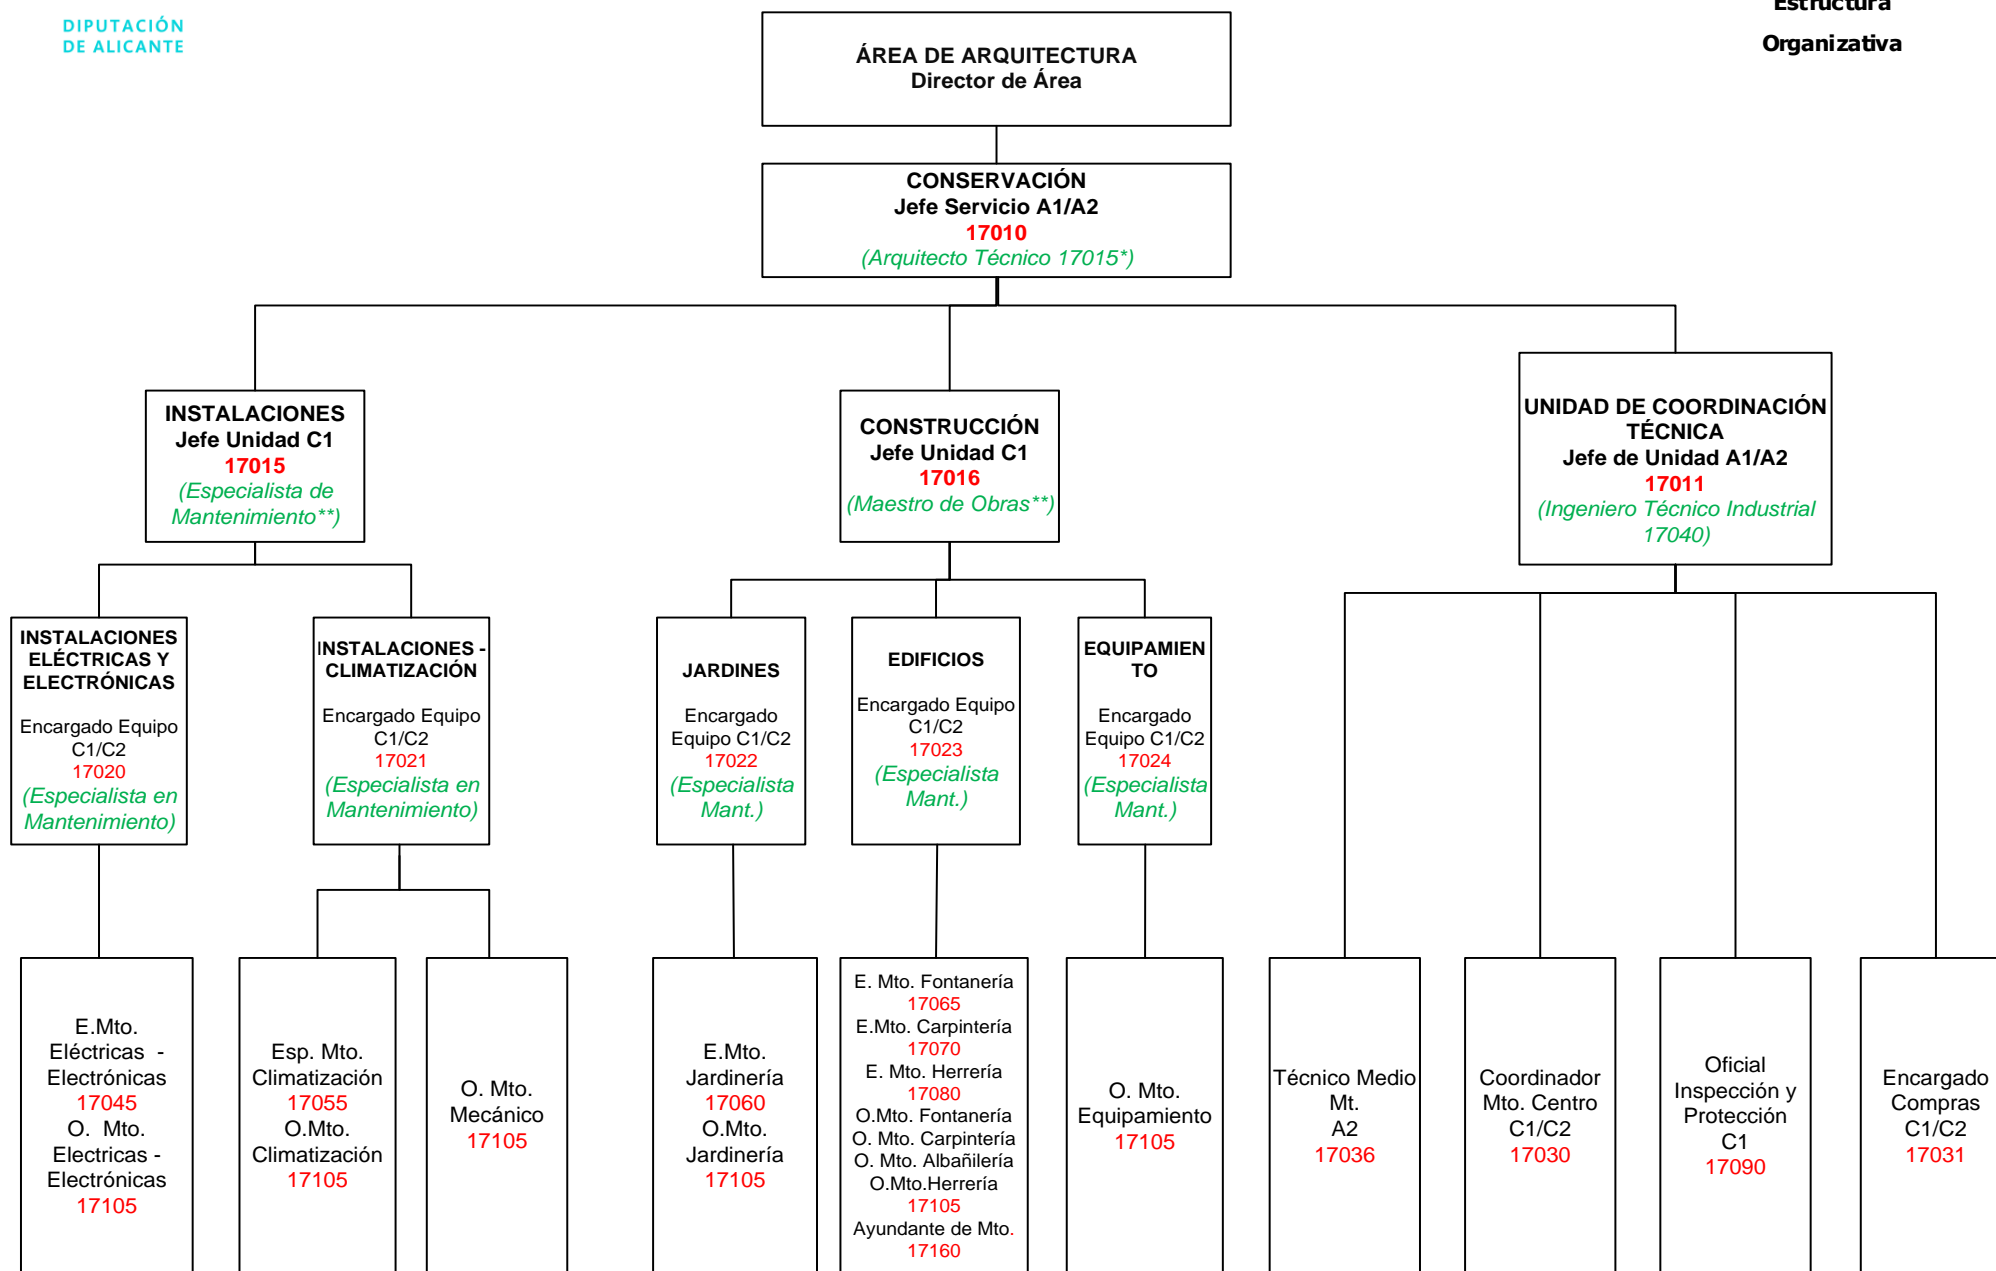 DIPUTACIÓN
DE ALICANTE
Estructura
Organizativa
ÁREA DE ARQUITECTURA
Director de Área
CONSERVACIÓN
Jefe Servicio A1/A2
17010
(Arquitecto Técnico 17015*)
INSTALACIONES
Jefe Unidad C1
17015
(Especialista de
Mantenimiento**)
CONSTRUCCIÓN
Jefe Unidad C1
17016
(Maestro de Obras**)
UNIDAD DE COORDINACIÓN
TÉCNICA
Jefe de Unidad A1/A2
17011
(Ingeniero Técnico Industrial
17040)
INSTALACIONES
ELÉCTRICAS Y
ELECTRÓNICAS
Encargado Equipo
C1/C2
17020
(Especialista en
Mantenimiento)
INSTALACIONES -
CLIMATIZACIÓN
Encargado Equipo
C1/C2
17021
(Especialista en
Mantenimiento)
JARDINES
Encargado
Equipo C1/C2
17022
(Especialista
Mant.)
EDIFICIOS
Encargado Equipo
C1/C2
17023
(Especialista
Mant.)
EQUIPAMIEN
TO
Encargado
Equipo C1/C2
17024
(Especialista
Mant.)
E.Mto.
Eléctricas -
Electrónicas
17045
O. Mto.
Electricas -
Electrónicas
17105
Esp. Mto.
Climatización
17055
O.Mto.
Climatización
17105
O. Mto.
Mecánico
17105
E.Mto.
Jardinería
17060
O.Mto.
Jardinería
17105
E. Mto. Fontanería
17065
E.Mto. Carpintería
17070
E. Mto. Herrería
17080
O.Mto. Fontanería
O. Mto. Carpintería
O. Mto. Albañilería
O.Mto.Herrería
17105
Ayundante de Mto.
17160
O. Mto.
Equipamiento
17105
Técnico Medio
Mt.
A2
17036
Coordinador
Mto. Centro
C1/C2
17030
Oficial
Inspección y
Protección
C1
17090
Encargado
Compras
C1/C2
17031